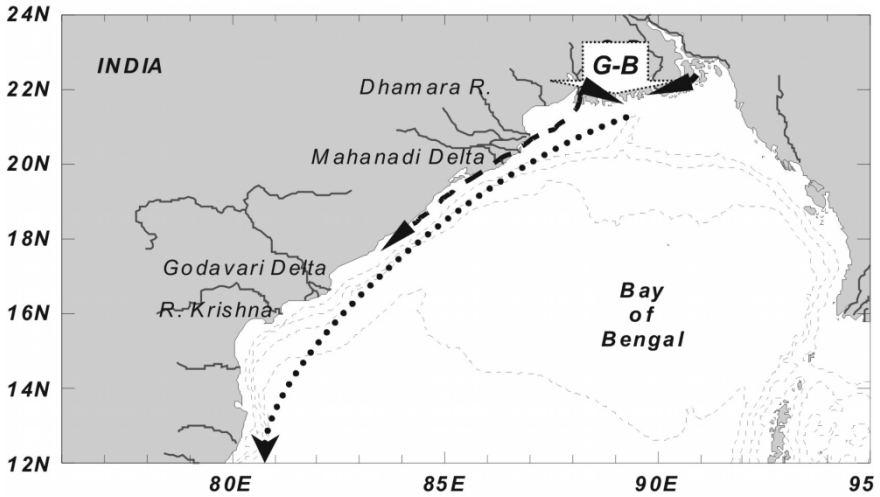 24N
INDIA
G-B
22N
Dhamara R.
20N
Mahanadi Delta
18N
Godavari Delta
16N
R. Krishna
Bay
of
Bengal
14N
12N
80E
85E
90E
95